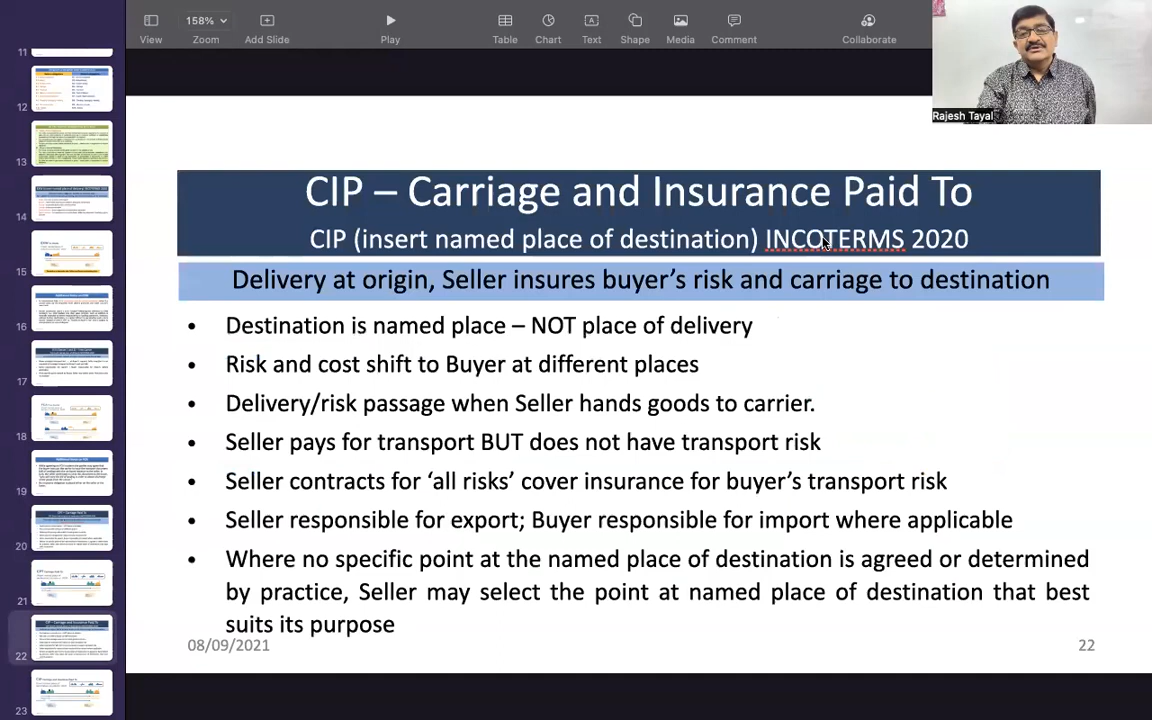 158%
View
Zoom
Add Slide
Play
Table
Chart
Text
Shape
Media
Comment
Collaborate
Rajesh Tayal
11
12
13
14
15
16
17
18
19
20
21
22
23
CIP – Carriage and Insurance Paid To
CIP (insert named place of destination) INCOTERMS 2020
Delivery at origin, Seller insures buyer's risk and carriage to destination
• Destination is named place – NOT place of delivery
• Risk and cost shift to Buyer at different places
• Delivery/risk passage when Seller hands goods to carrier.
• Seller pays for transport BUT does not have transport risk
• Seller contracts for 'all risks' cover insurance for buyer's transport risk
• Seller responsible for export; Buyer responsible for import where applicable
• Where no specific point at the named place of destination is agreed or determined
by practice, Seller may select the point at named place of destination that best
suits its purpose
08/09/2021
22